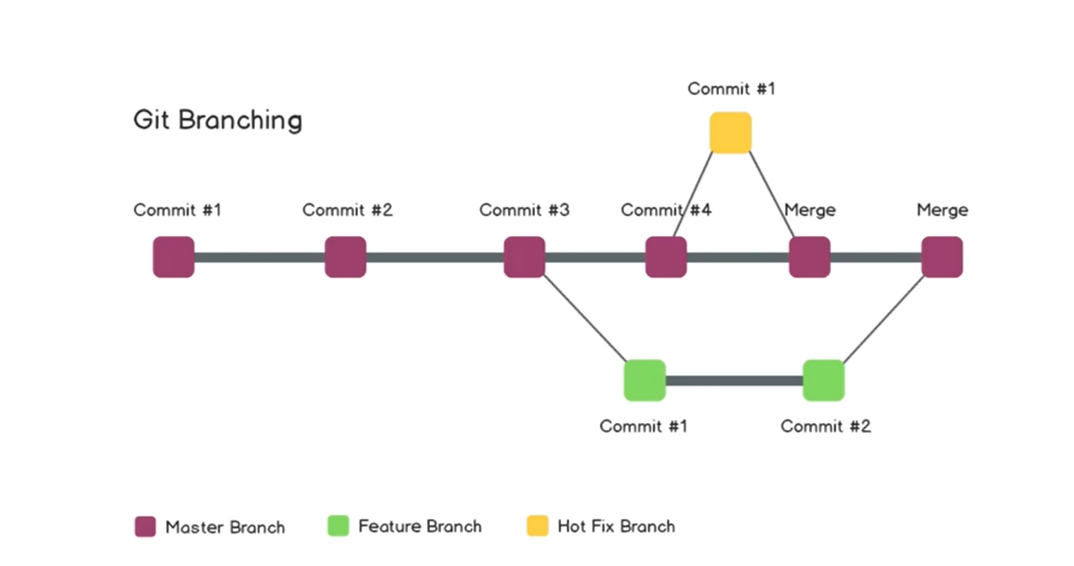 Git Branching
Commit #1
Commit #1
Commit #2
Commit #3
Commit #4
Merge
Merge
Commit #1
Commit #2
Master Branch
Feature Branch
Hot Fix Branch